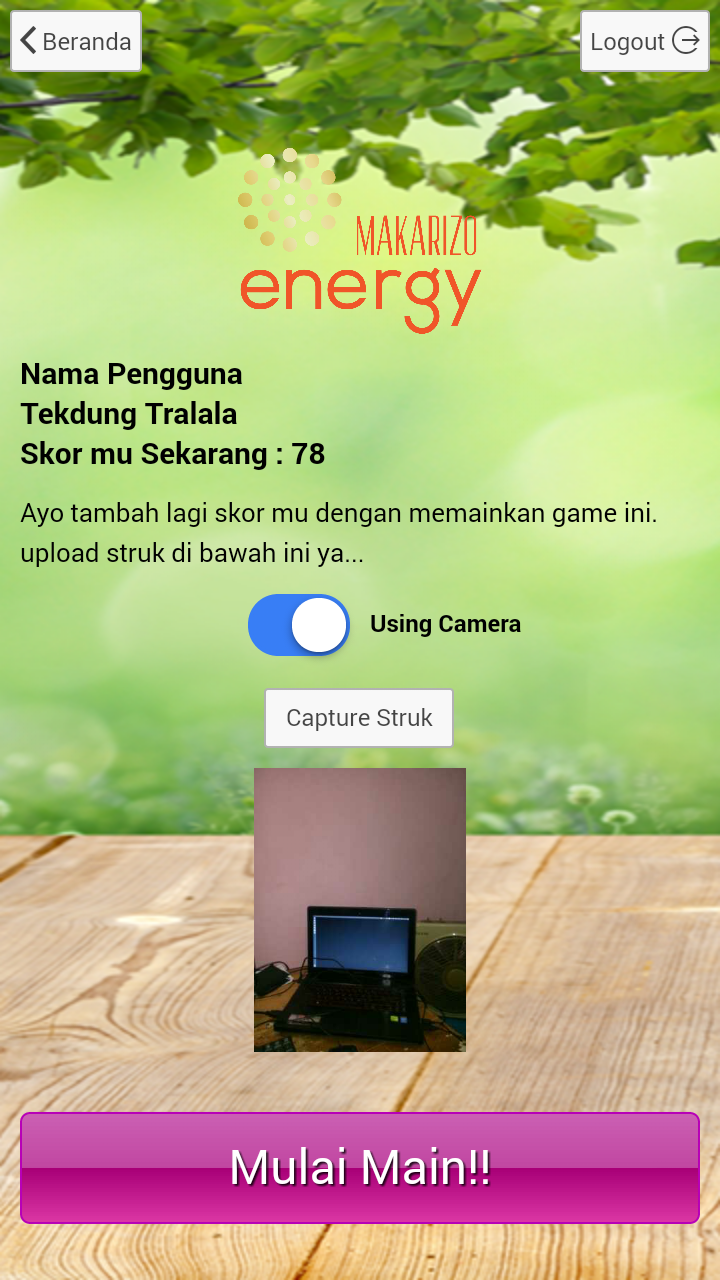 Beranda
Logout
MAKARIZO
energy
Nama Pengguna
Tekdung Tralala
Skor mu Sekarang : 78
Ayo tambah lagi skor mu dengan memainkan game ini.
upload struk di bawah ini ya...
Using Camera
Capture Struk
Mulai Main!!